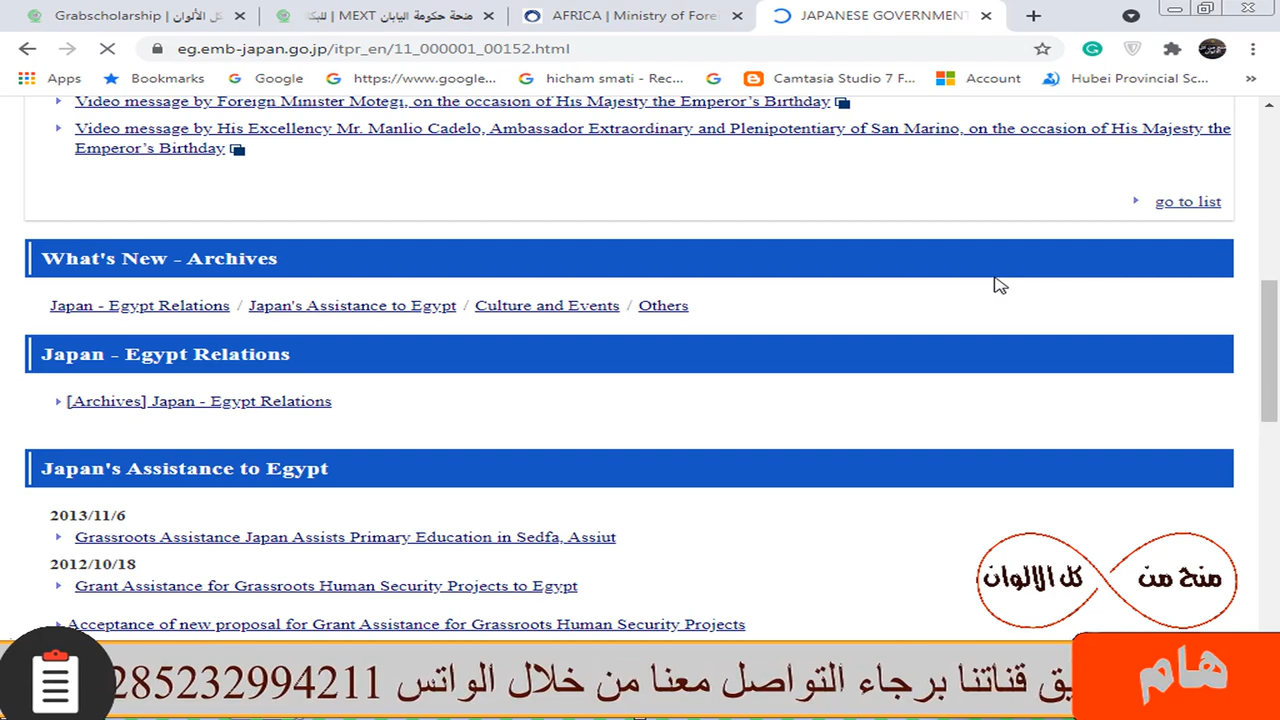 Grabscholarship | كل الألوان
منحة حكومة اليابان MEXT | للبكا
AFRICA | Ministry of Forei
JAPANESE GOVERNMENT
eg.emb-japan.go.jp/itpr_en/11_000001_00152.html
Apps Bookmarks Google https://www.google... hicham smati - Rec... Camtasia Studio 7 F... Account Hubei Provincial Sc... »
Video message by Foreign Minister Motegi, on the occasion of His Majesty the Emperor's Birthday
Video message by His Excellency Mr. Manlio Cadelo, Ambassador Extraordinary and Plenipotentiary of San Marino, on the occasion of His Majesty the
Emperor's Birthday
go to list
What's New - Archives
Japan - Egypt Relations / Japan's Assistance to Egypt / Culture and Events / Others
Japan - Egypt Relations
[Archives] Japan - Egypt Relations
Japan's Assistance to Egypt
2013/11/6
Grassroots Assistance Japan Assists Primary Education in Sedfa, Assiut
2012/10/18
Grant Assistance for Grassroots Human Security Projects to Egypt
Acceptance of new proposal for Grant Assistance for Grassroots Human Security Projects
منح من كل الالوان
هام
يق قناتنا برجاء التواصل معنا من خلال الواتس 285232994211